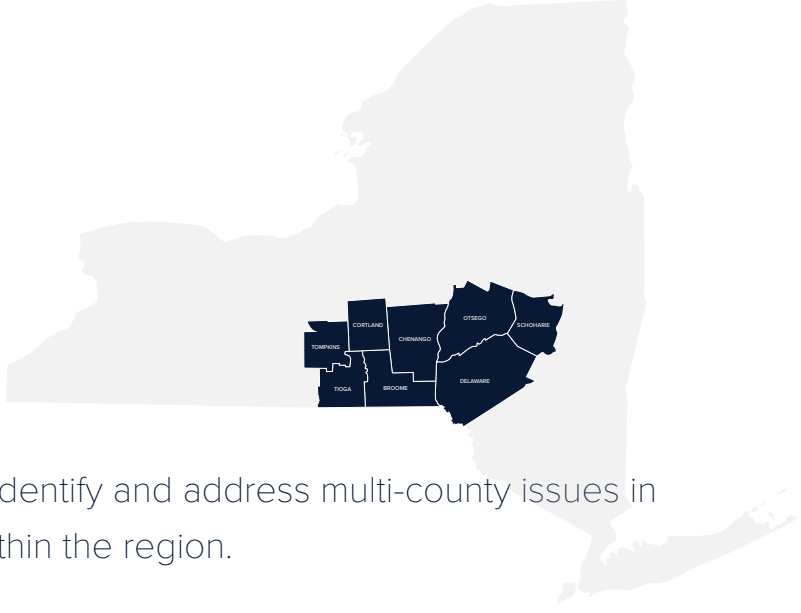 OTSEGO
CORTLAND
SCHOHARIE
CHENANGO
TOMPKINS
DELAWARE
TIOGA
BROOME
dentify and address multi-county issues in
thin the region.